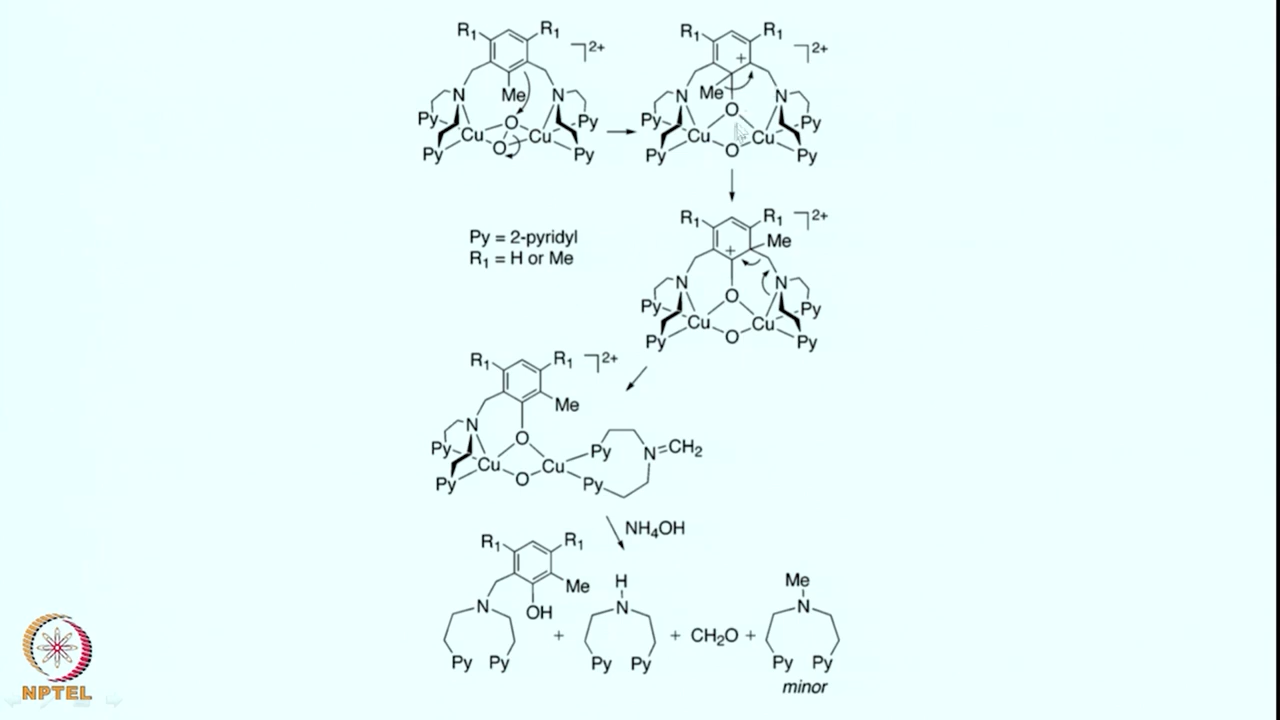 R1 R1 ⌉2+
Me
N N
Py Py
Cu O Cu
O
Py Py
R1 R1 ⌉2+
+
Me
N O N
Py Py
Cu Cu
O
Py Py
Py = 2-pyridyl
R1 = H or Me
R1 R1 ⌉2+
+ Me
N N
O
Py Py
Cu Cu
O
Py Py
R1 R1 ⌉2+
Me
N
O
Py Py N=CH2
Cu Cu
O
Py Py
NH4OH
R1 R1
Me
N OH
Py Py
+
H
N
Py Py
+ CH2O +
Me
N
Py Py
minor
NPTEL